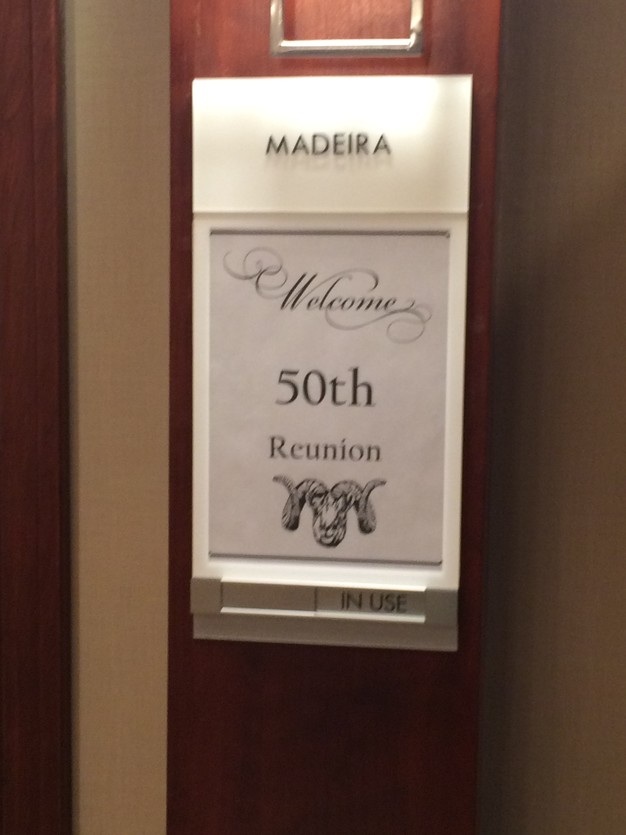 MADEIRA
Welcome
50th
Reunion
IN USE